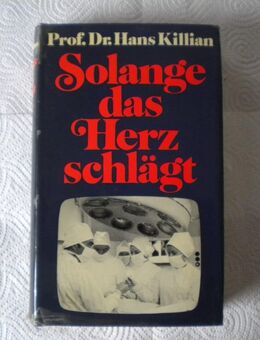 Prof. Dr. Hans Killian
Solange
das
Herz
schlägt